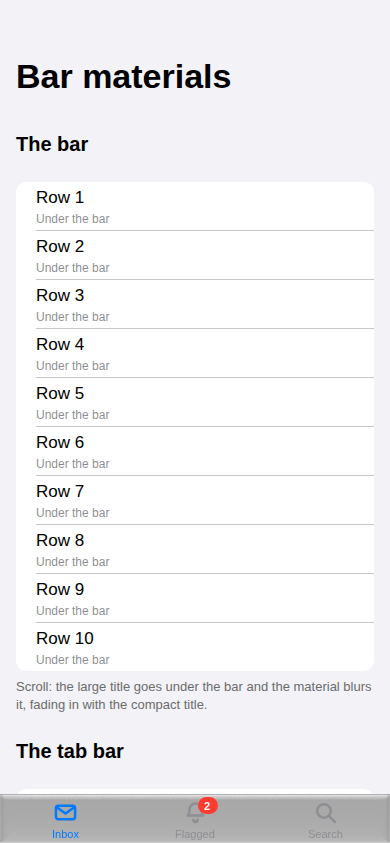 Bar materials
The bar
Row 1
Under the bar
Row 2
Under the bar
Row 3
Under the bar
Row 4
Under the bar
Row 5
Under the bar
Row 6
Under the bar
Row 7
Under the bar
Row 8
Under the bar
Row 9
Under the bar
Row 10
Under the bar
Scroll: the large title goes under the bar and the material blurs
it, fading in with the compact title.
The tab bar
2
Inbox Flagged Search